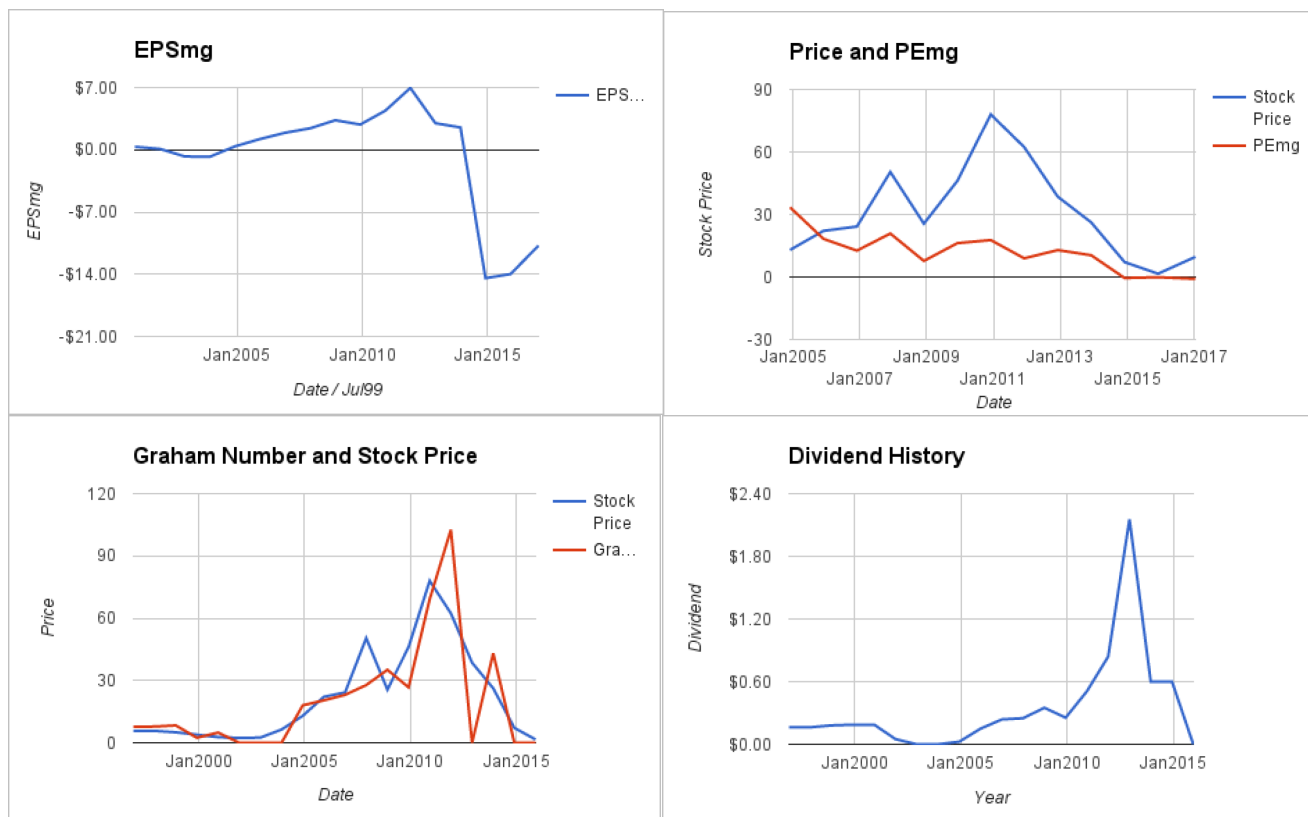 EPSmg
$7.00
$0.00
-$7.00
-$14.00
-$21.00
EPSmg
Jan2005
Jan2010
Jan2015
Date / Jul99
EPS…
Price and PEmg
90
60
30
0
-30
Stock Price
Jan2005
Jan2009
Jan2013
Jan2017
Jan2007
Jan2011
Jan2015
Date
Stock
Price
PEmg
Graham Number and Stock Price
120
90
60
30
0
Price
Jan2000
Jan2005
Jan2010
Jan2015
Date
Stock
Price
Gra…
Dividend History
$2.40
$1.80
$1.20
$0.60
$0.00
Dividend
Jan2000
Jan2005
Jan2010
Jan2015
Year